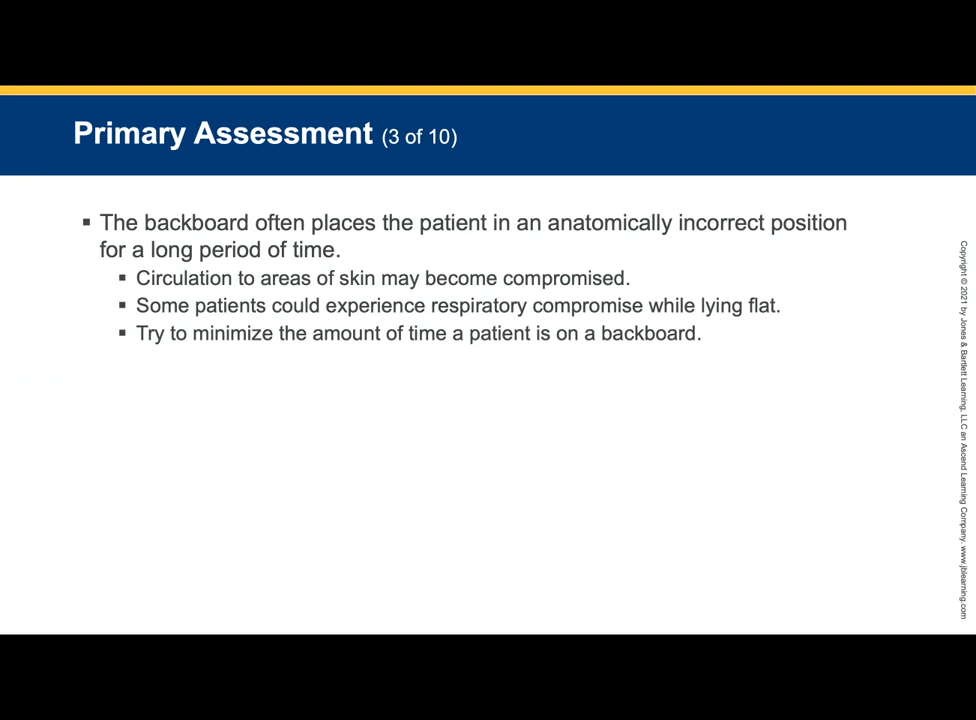 Primary Assessment (3 of 10)
▪ The backboard often places the patient in an anatomically incorrect position
for a long period of time.
▪ Circulation to areas of skin may become compromised.
▪ Some patients could experience respiratory compromise while lying flat.
▪ Try to minimize the amount of time a patient is on a backboard.
Copyright © 2021 by Jones & Bartlett Learning, LLC an Ascend Learning Company. www.jblearning.com